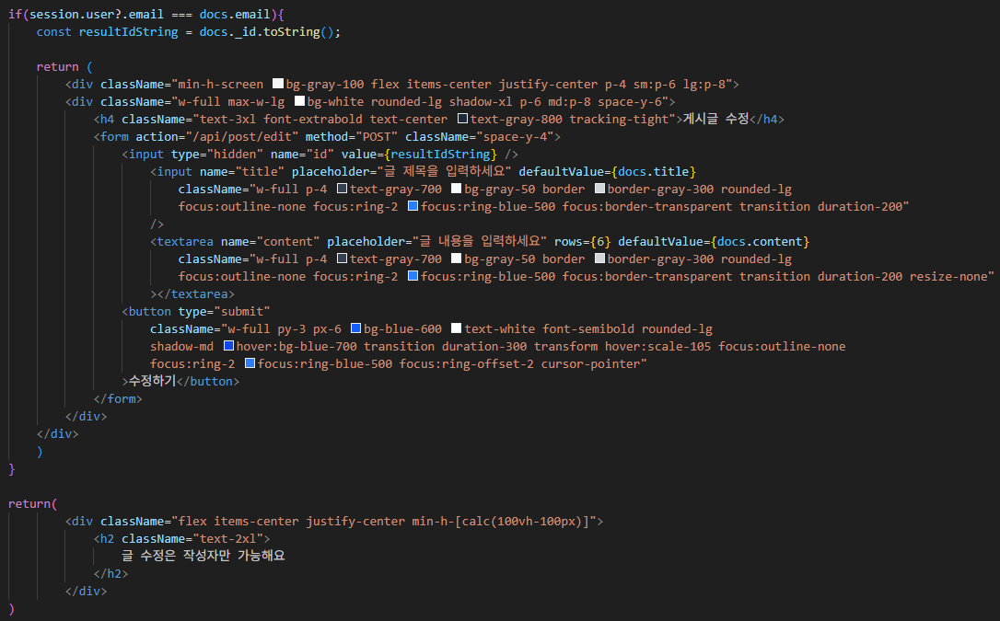 if(session.user?.email === docs.email){
const resultIdString = docs._id.toString();
return (
<div className="min-h-screen bg-gray-100 flex items-center justify-center p-4 sm:p-6 lg:p-8">
<div className="w-full max-w-lg bg-white rounded-lg shadow-xl p-6 md:p-8 space-y-6">
<h4 className="text-3xl font-extrabold text-center text-gray-800 tracking-tight">게시글 수정</h4>
<form action="/api/post/edit" method="POST" className="space-y-4">
<input type="hidden" name="id" value={resultIdString} />
<input name="title" placeholder="글 제목을 입력하세요" defaultValue={docs.title}
className="w-full p-4 text-gray-700 bg-gray-50 border border-gray-300 rounded-lg
focus:outline-none focus:ring-2 focus:ring-blue-500 focus:border-transparent transition duration-200"
/>
<textarea name="content" placeholder="글 내용을 입력하세요" rows={6} defaultValue={docs.content}
className="w-full p-4 text-gray-700 bg-gray-50 border border-gray-300 rounded-lg
focus:outline-none focus:ring-2 focus:ring-blue-500 focus:border-transparent transition duration-200 resize-none"
></textarea>
<button type="submit"
className="w-full py-3 px-6 bg-blue-600 text-white font-semibold rounded-lg
shadow-md hover:bg-blue-700 transition duration-300 transform hover:scale-105 focus:outline-none
focus:ring-2 focus:ring-blue-500 focus:ring-offset-2 cursor-pointer"
>수정하기</button>
</form>
</div>
</div>
)
}
return(
<div className="flex items-center justify-center min-h-[calc(100vh-100px)]">
<h2 className="text-2xl">
글 수정은 작성자만 가능해요
</h2>
</div>
)